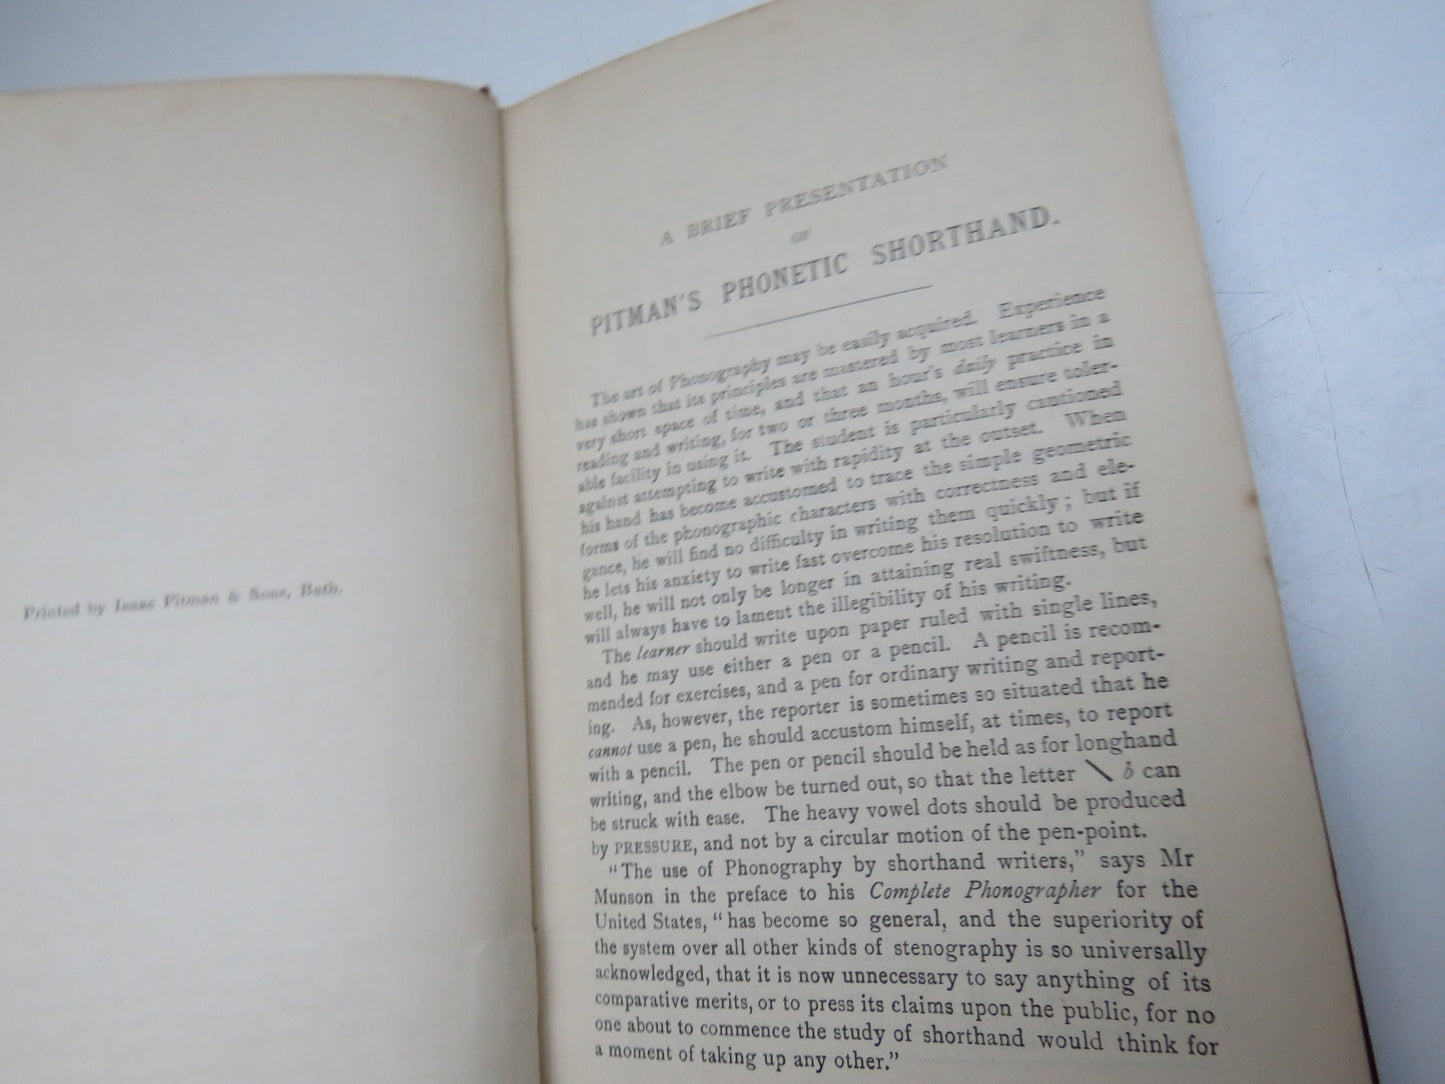 Printed by Isaac Pitman & Sons, Bath.
A BRIEF PRESENTATION
OF
PITMAN'S PHONETIC SHORTHAND.
The art of Phonography may be easily acquired. Experience
has shown that its principles are mastered by most learners in a
very short space of time, and that an hour's daily practice in
reading and writing, for two or three months, will ensure toler-
able facility in using it. The student is particularly cautioned
against attempting to write with rapidity at the outset. When
his hand has become accustomed to trace the simple geometric
forms of the phonographic characters with correctness and ele-
gance, he will find no difficulty in writing them quickly; but if
he lets his anxiety to write fast overcome his resolution to write
well, he will not only be longer in attaining real swiftness, but
will always have to lament the illegibility of his writing.
The learner should write upon paper ruled with single lines,
and he may use either a pen or a pencil. A pencil is recom-
mended for exercises, and a pen for ordinary writing and report-
ing. As, however, the reporter is sometimes so situated that he
cannot use a pen, he should accustom himself, at times, to report
with a pencil. The pen or pencil should be held as for longhand
writing, and the elbow be turned out, so that the letter \ b can
be struck with ease. The heavy vowel dots should be produced
by PRESSURE, and not by a circular motion of the pen-point.
"The use of Phonography by shorthand writers," says Mr
Munson in the preface to his Complete Phonographer for the
United States, "has become so general, and the superiority of
the system over all other kinds of stenography is so universally
acknowledged, that it is now unnecessary to say anything of its
comparative merits, or to press its claims upon the public, for no
one about to commence the study of shorthand would think for
a moment of taking up any other."